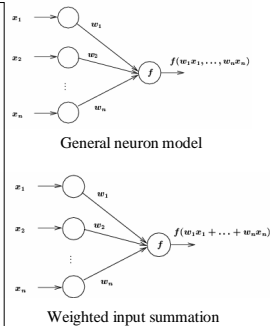 x₁
w₁
x₂
w₂
f
f(w₁x₁, . . . , wₙxₙ)
⋮
xₙ
wₙ
General neuron model
x₁
w₁
x₂
w₂
f
f(w₁x₁ + . . . + wₙxₙ)
⋮
xₙ
wₙ
Weighted input summation